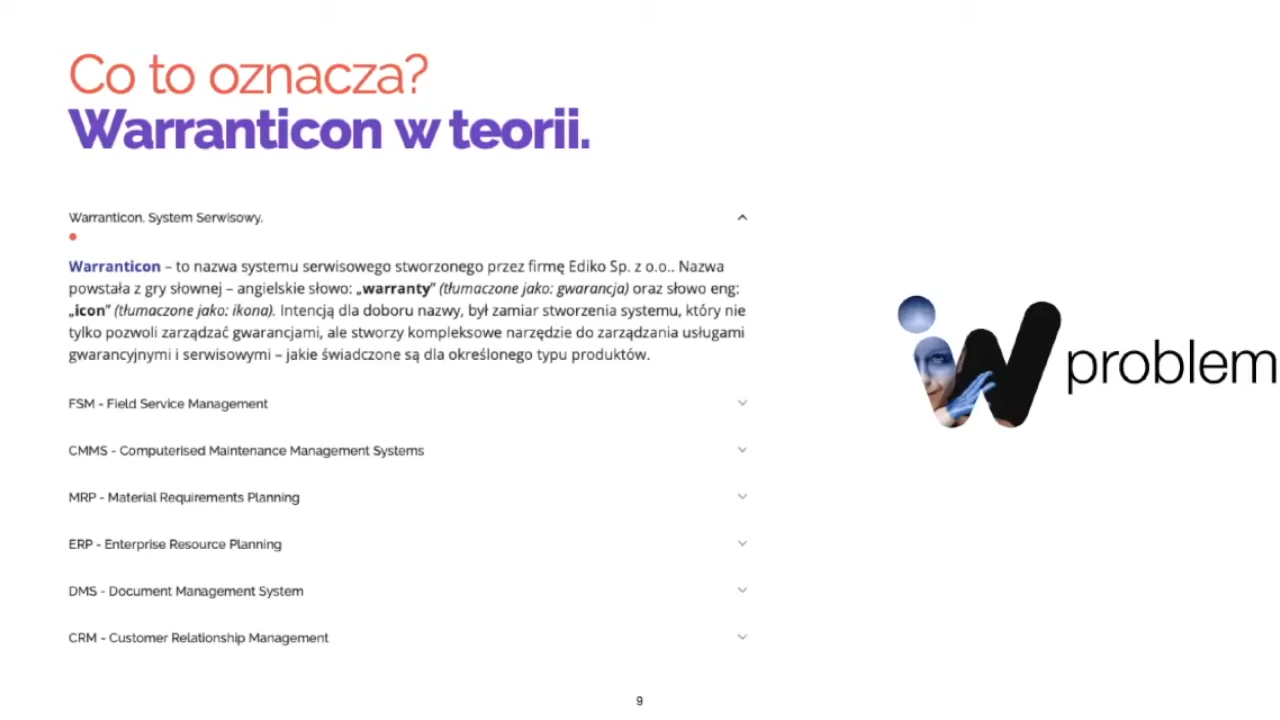 Co to oznacza?
Warranticon w teorii.
Warranticon. System Serwisowy.
Warranticon – to nazwa systemu serwisowego stworzonego przez firmę Ediko Sp. z o.o.. Nazwa
powstała z gry słownej – angielskie słowo: „warranty” (tłumaczone jako: gwarancja) oraz słowo eng:
„icon” (tłumaczone jako: ikona). Intencją dla doboru nazwy, był zamiar stworzenia systemu, który nie
tylko pozwoli zarządzać gwarancjami, ale stworzy kompleksowe narzędzie do zarządzania usługami
gwarancyjnymi i serwisowymi – jakie świadczone są dla określonego typu produktów.
FSM - Field Service Management
CMMS - Computerised Maintenance Management Systems
MRP - Material Requirements Planning
ERP - Enterprise Resource Planning
DMS - Document Management System
CRM - Customer Relationship Management
iW problem
9